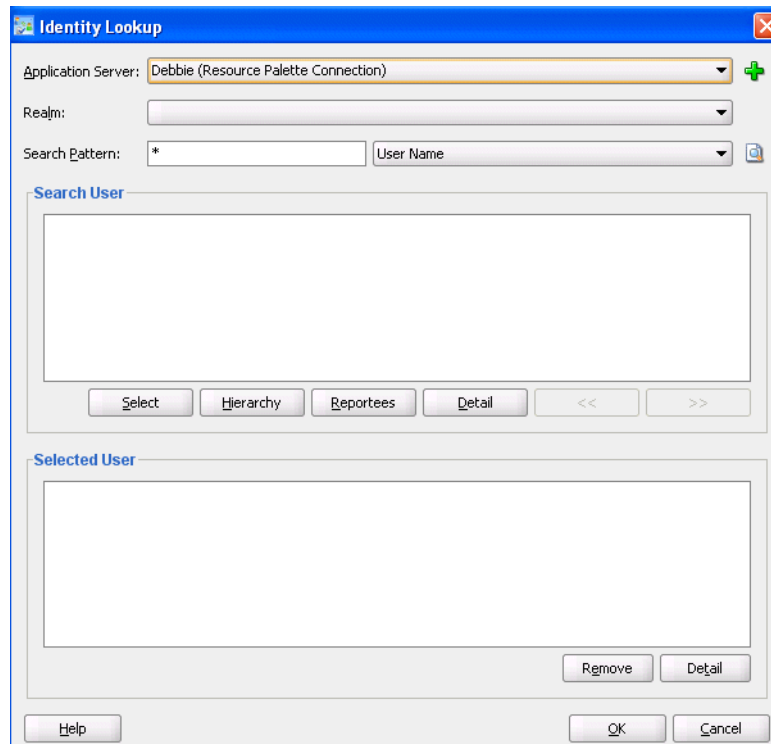 Identity Lookup
Application Server: Debbie (Resource Palette Connection)
Realm:
Search Pattern: * User Name
Search User
Select Hierarchy Reportees Detail << >>
Selected User
Remove Detail
Help OK Cancel